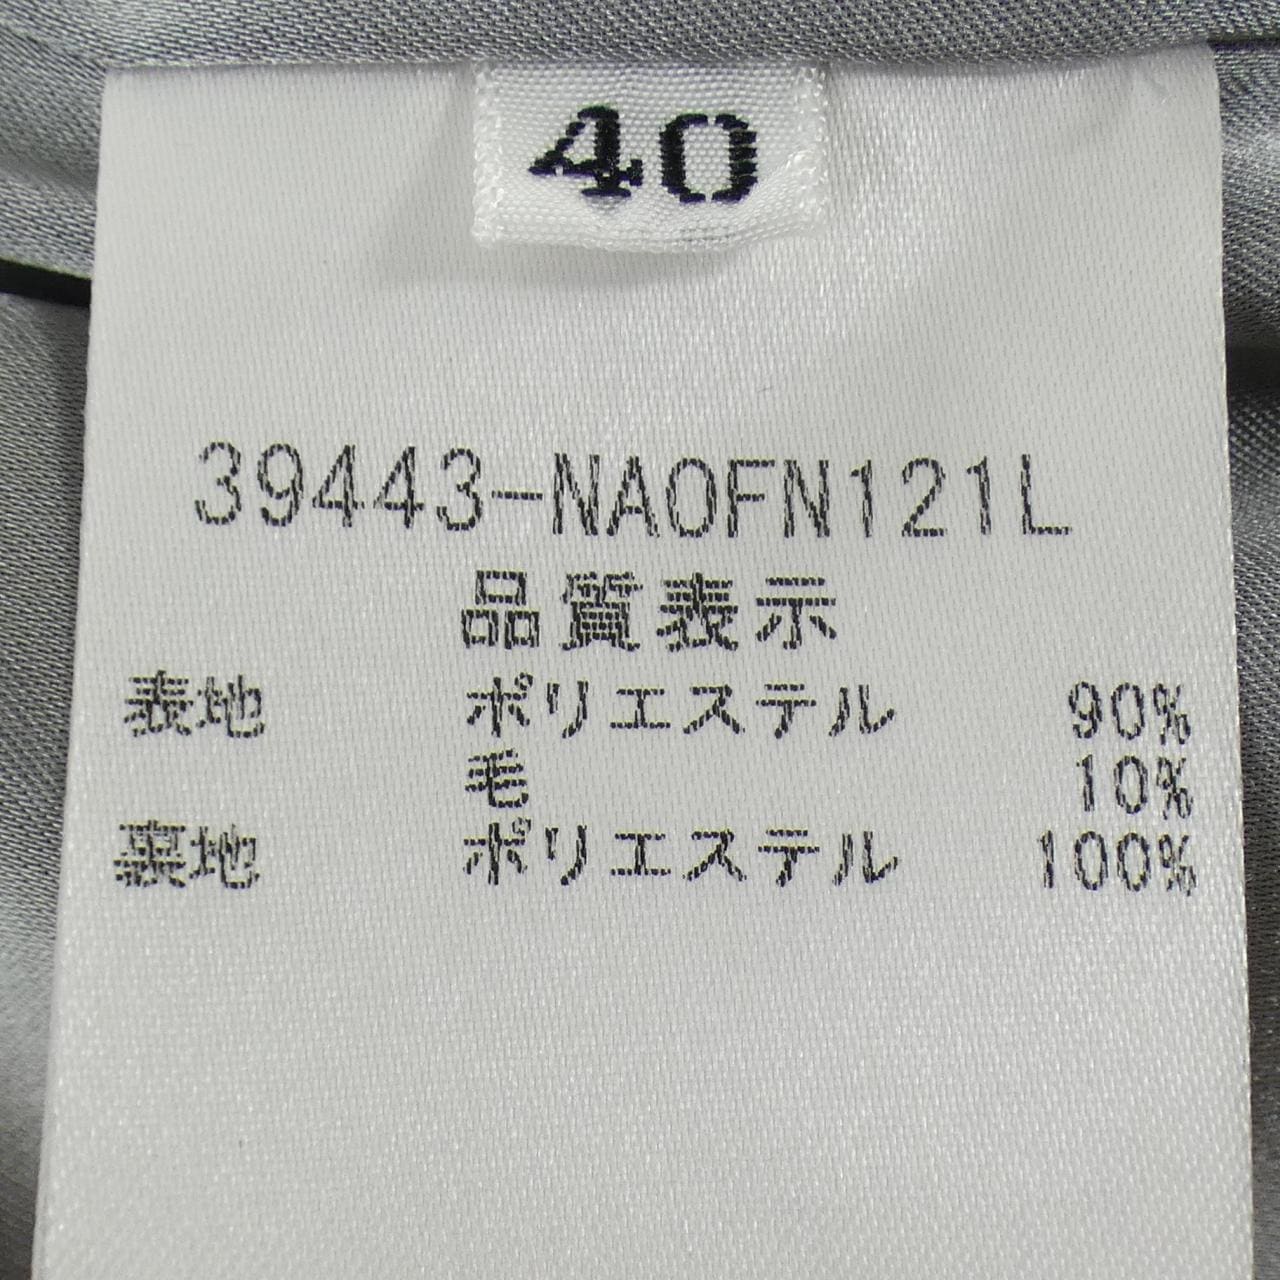 40
39443-NAOFN121L
品質表示
表地 ポリエステル 90%
毛 10%
裏地 ポリエステル 100%